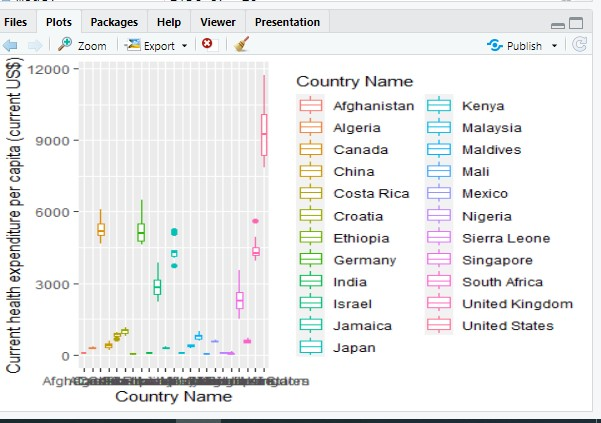 Files Plots Packages Help Viewer Presentation
Zoom Export Publish
Current health expenditure per capita (current US$)
12000
9000
6000
3000
0
Country Name
Country Name
Afghanistan
Algeria
Canada
China
Costa Rica
Croatia
Ethiopia
Germany
India
Israel
Jamaica
Japan
Kenya
Malaysia
Maldives
Mali
Mexico
Nigeria
Sierra Leone
Singapore
South Africa
United Kingdom
United States